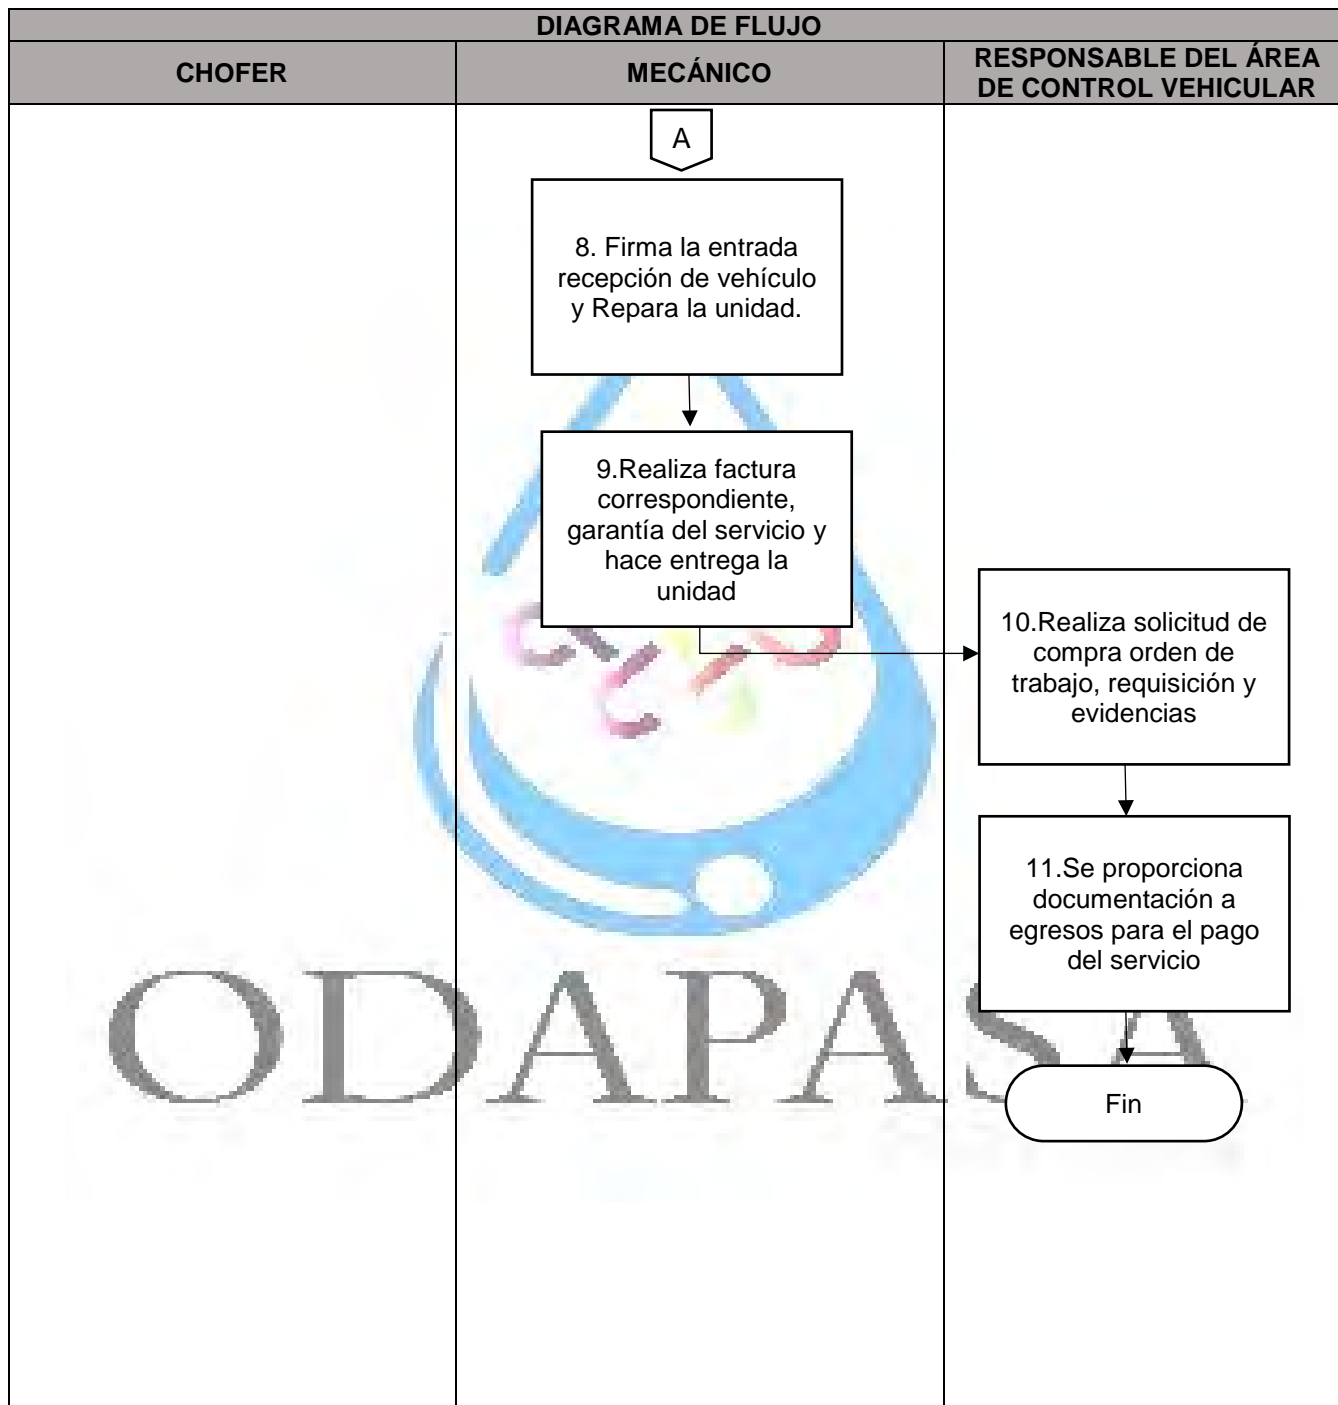 DIAGRAMA DE FLUJO
CHOFER
MECÁNICO
RESPONSABLE DEL ÁREA
DE CONTROL VEHICULAR
A
8. Firma la entrada
recepción de vehículo
y Repara la unidad.
9.Realiza factura
correspondiente,
garantía del servicio y
hace entrega la
unidad
10.Realiza solicitud de
compra orden de
trabajo, requisición y
evidencias
11.Se proporciona
documentación a
egresos para el pago
del servicio
Fin
ODAPASA